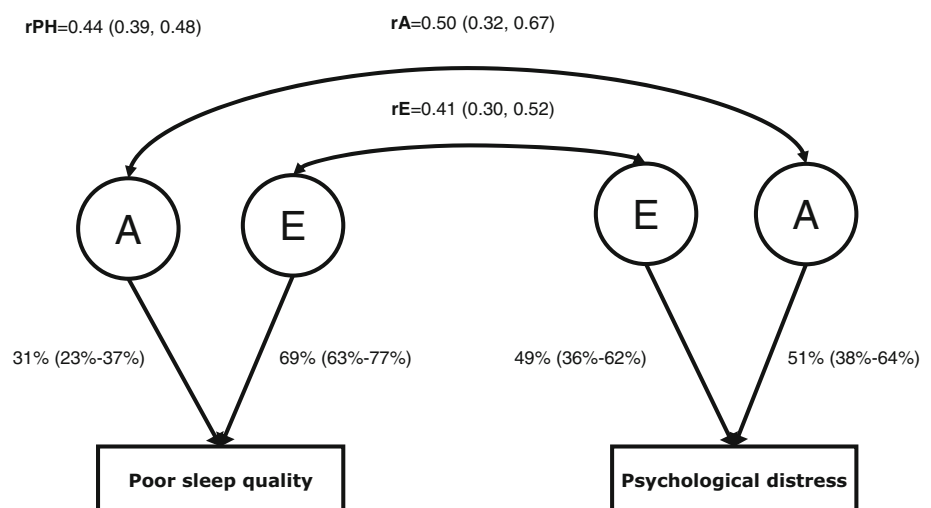 rPH=0.44 (0.39, 0.48)
rA=0.50 (0.32, 0.67)
rE=0.41 (0.30, 0.52)
A
E
E
A
31% (23%-37%)
69% (63%-77%)
49% (36%-62%)
51% (38%-64%)
Poor sleep quality
Psychological distress